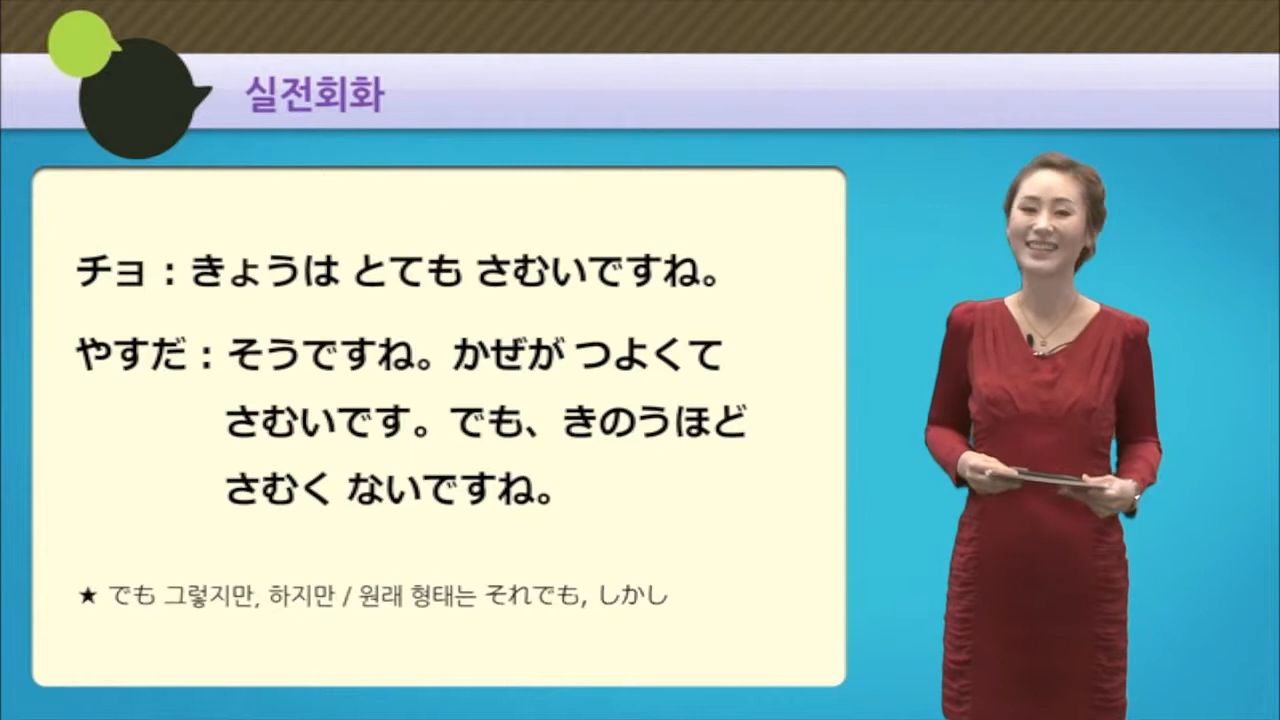 실전회화
チョ : きょうは とても さむいですね。
やすだ : そうですね。かぜが つよくて
さむいです。でも、きのうほど
さむく ないですね。
★ でも 그렇지만, 하지만 / 원래 형태는 それでも, しかし